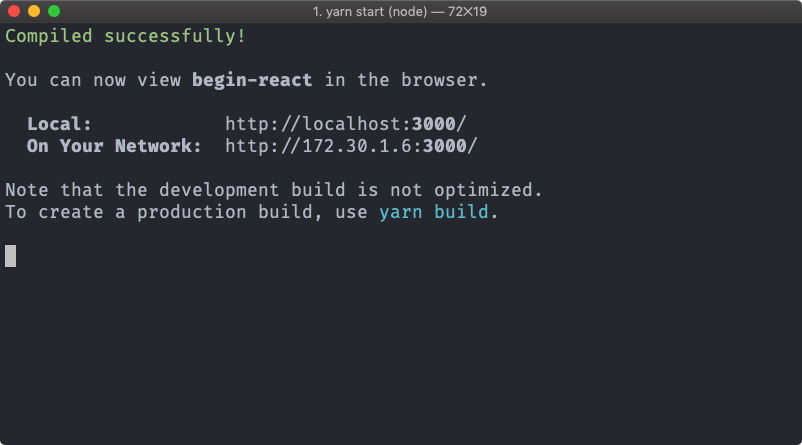 1. yarn start (node) — 72×19
Compiled successfully!
You can now view begin-react in the browser.
Local: http://localhost:3000/
On Your Network: http://172.30.1.6:3000/
Note that the development build is not optimized.
To create a production build, use yarn build.